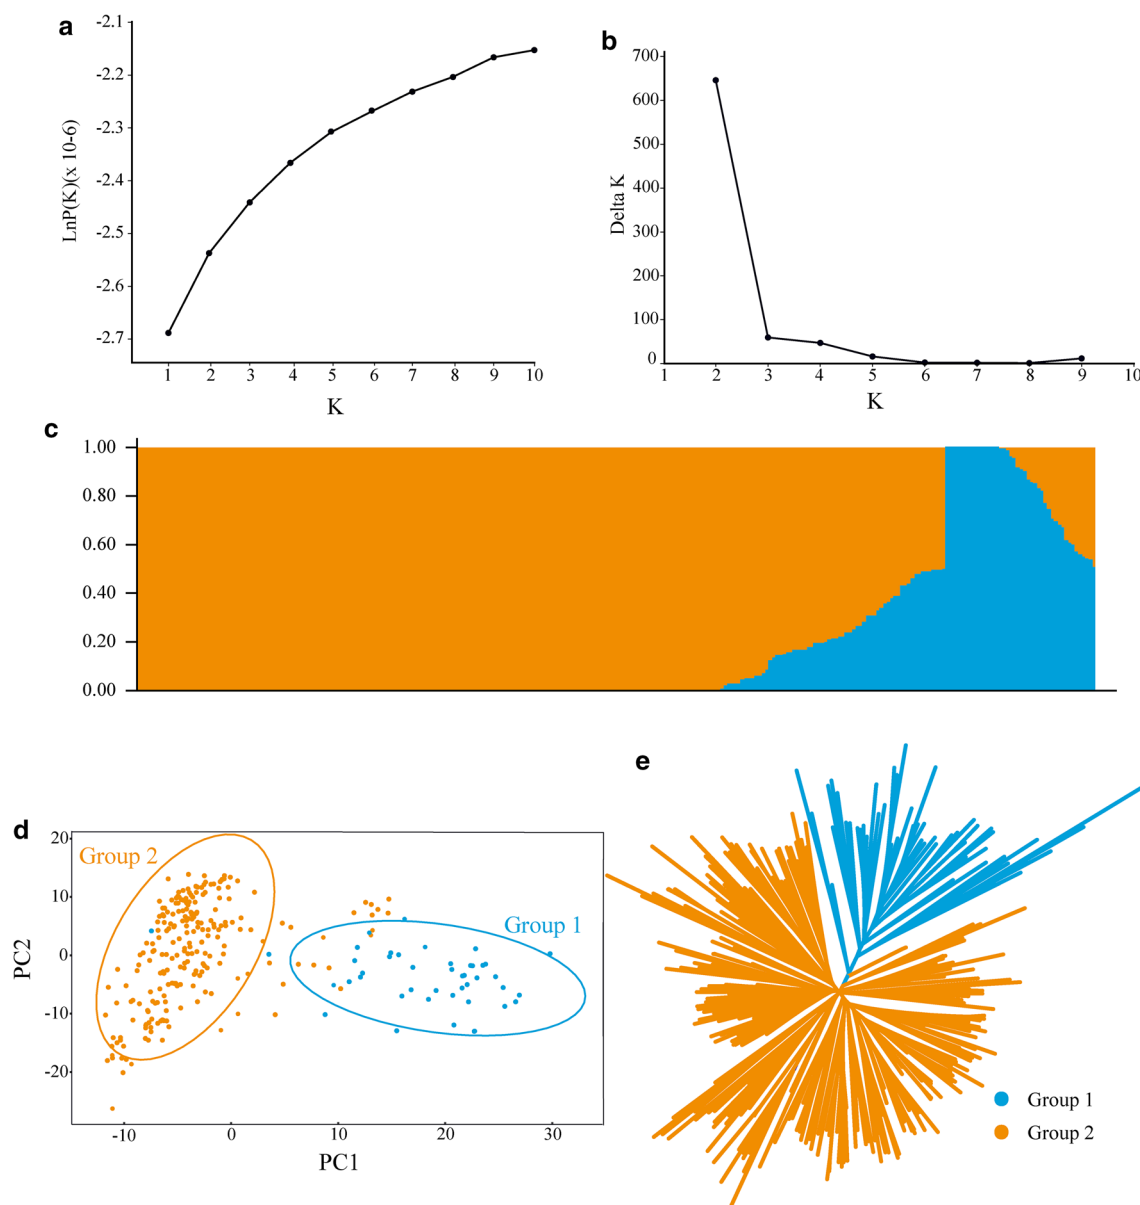 a
-2.1
-2.2
-2.3
-2.4
-2.5
-2.6
-2.7
LnP(K)(x 10-6)
1 2 3 4 5 6 7 8 9 10
K
b
700
600
500
400
300
200
100
0
Delta K
1 2 3 4 5 6 7 8 9 10
K
c
1.00
0.80
0.60
0.40
0.20
0.00
d
20
10
0
-10
-20
PC2
Group 2
Group 1
-10 0 10 20 30
PC1
e
Group 1
Group 2